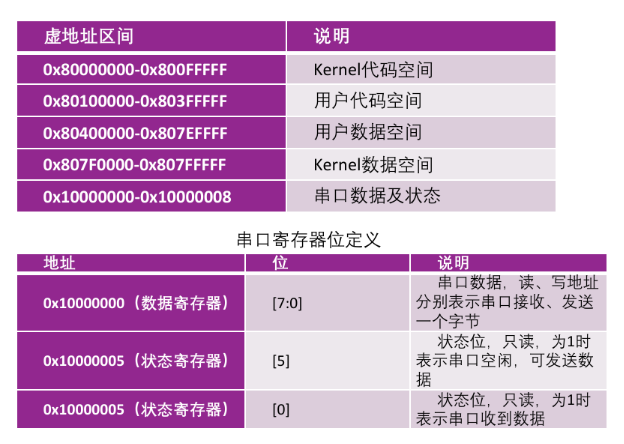 虚地址区间 说明
0x80000000-0x800FFFFF Kernel代码空间
0x80100000-0x803FFFFF 用户代码空间
0x80400000-0x807EFFFF 用户数据空间
0x807F0000-0x807FFFFF Kernel数据空间
0x10000000-0x10000008 串口数据及状态
串口寄存器位定义
地址 位 说明
0x10000000（数据寄存器） [7:0] 串口数据，读、写地址
分别表示串口接收、发送
一个字节
0x10000005（状态寄存器） [5] 状态位，只读，为1时
表示串口空闲，可发送数
据
0x10000005（状态寄存器） [0] 状态位，只读，为1时
表示串口收到数据